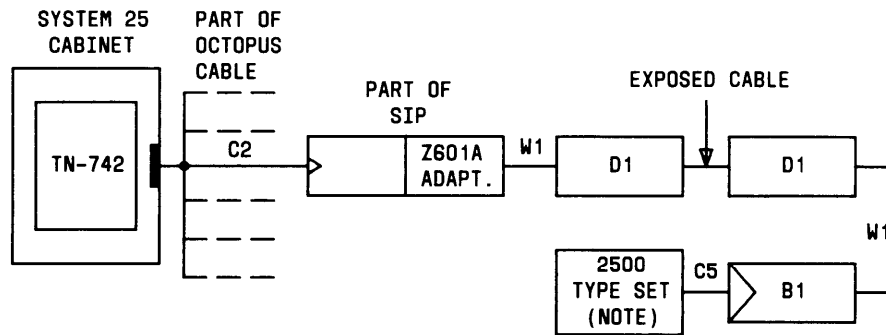 SYSTEM 25
CABINET
PART OF
OCTOPUS
CABLE
PART OF
SIP
EXPOSED CABLE
TN-742
C2
Z601A
ADAPT.
W1
D1
D1
W1
2500
TYPE SET
(NOTE)
C5
B1